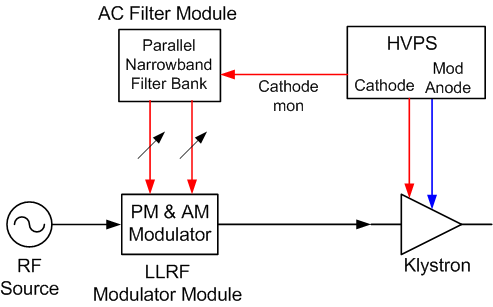 AC Filter Module
Parallel
Narrowband
Filter Bank
HVPS
Cathode
Mod
Anode
Cathode
mon
PM & AM
Modulator
RF
Source
LLRF
Modulator Module
Klystron